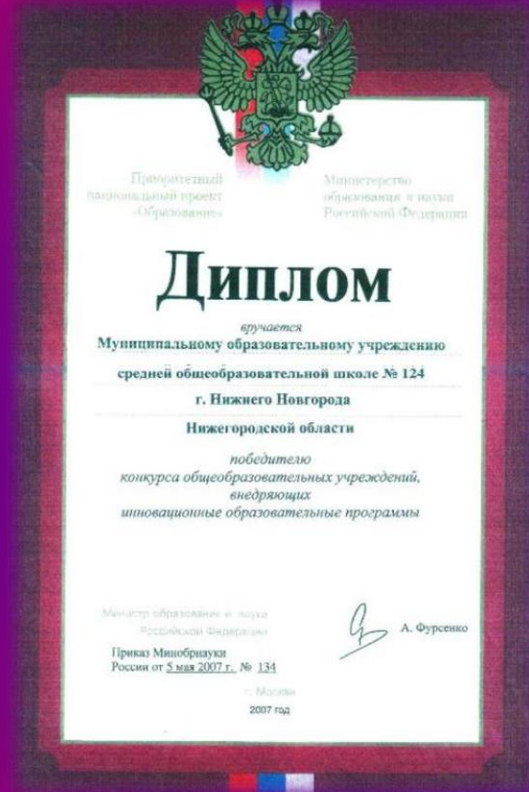 Приоритетный
национальный проект
«Образование»
Министерство
образования и науки
Российской Федерации
Диплом
вручается
Муниципальному образовательному учреждению
средней общеобразовательной школе № 124
г. Нижнего Новгорода
Нижегородской области
победителю
конкурса общеобразовательных учреждений,
внедряющих
инновационные образовательные программы
Министр образования и науки
Российской Федерации
А. Фурсенко
Приказ Минобрнауки
России от 5 мая 2007 г. № 134
г. Москва
2007 год